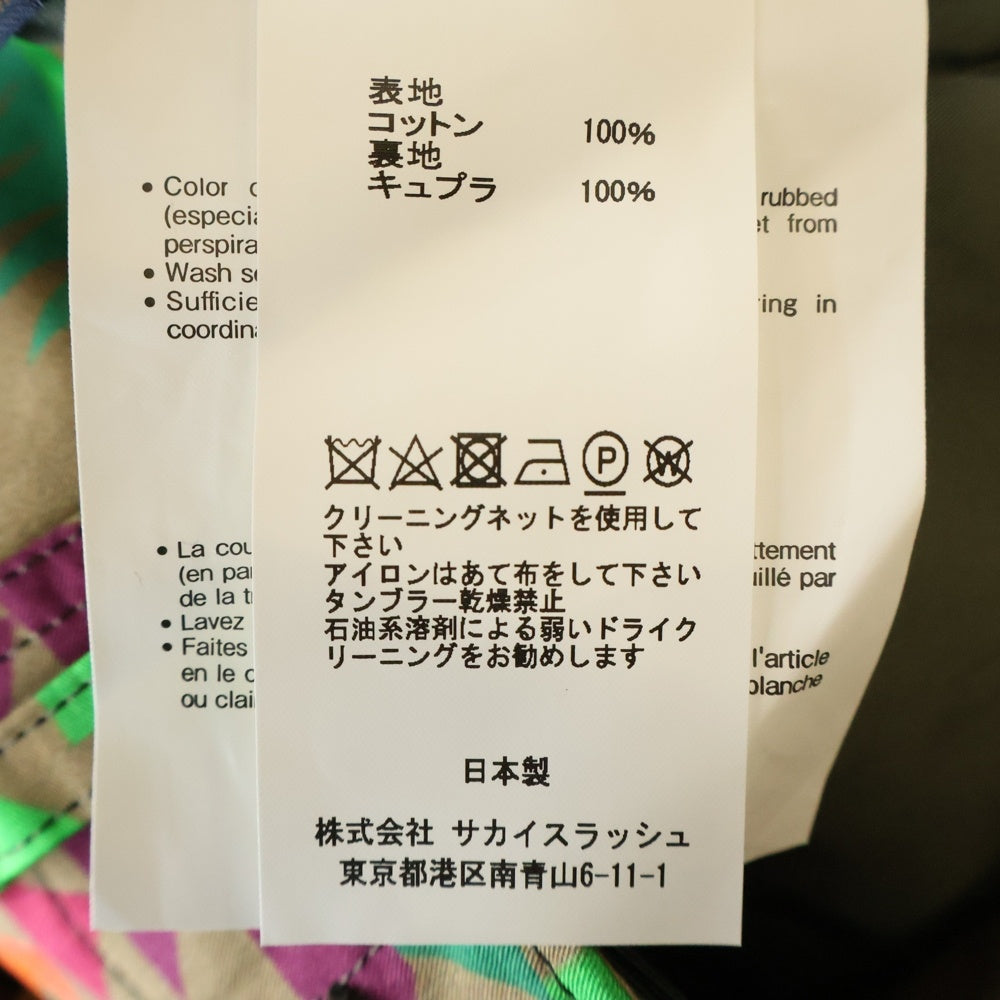 表地
コットン 100%
裏地
キュプラ 100%
• Color
(especia
perspira
• Wash se
• Sufficie
coordina
rubbed
et from
ring in
P
W
クリーニングネットを使用して
下さい
アイロンはあて布をして下さい
タンブラー乾燥禁止
石油系溶剤による弱いドライク
リーニングをお勧めします
• La cou
(en par
de la t
• Lavez
• Faites
en le c
ou clai
ttement
uillé par
l'article
blanche
日本製
株式会社 サカイスラッシュ
東京都港区南青山6-11-1